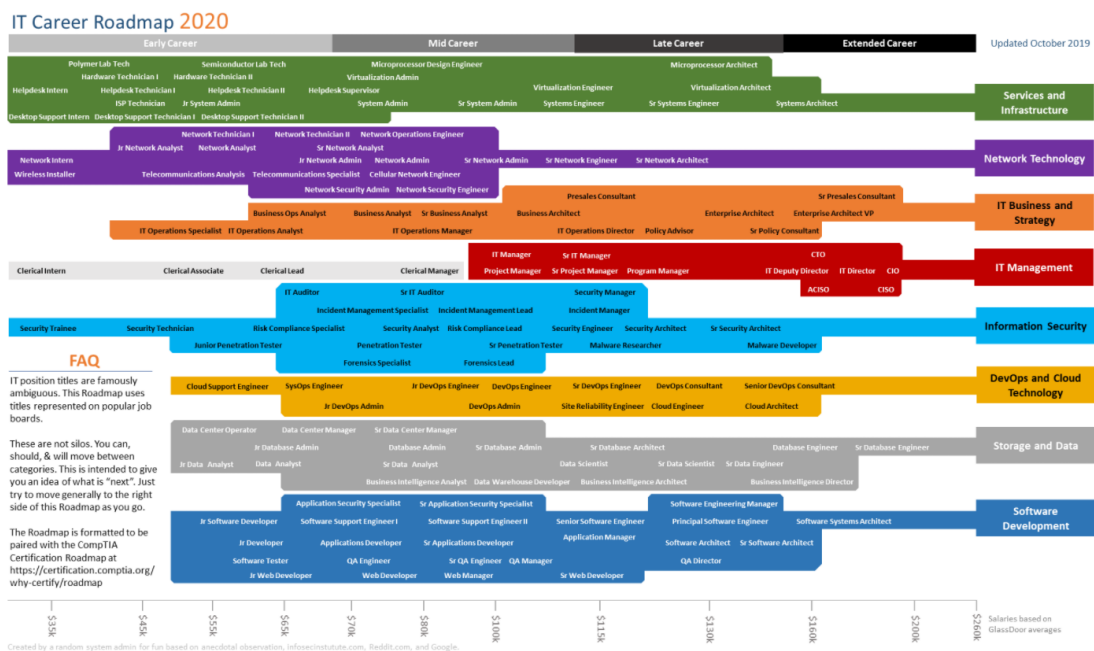 IT Career Roadmap 2020
Early Career Mid Career Late Career Extended Career Updated October 2019
Polymer Lab Tech Semiconductor Lab Tech Microprocessor Design Engineer Microprocessor Architect
Hardware Technician I Hardware Technician II Virtualization Admin
Helpdesk Intern Helpdesk Technician I Helpdesk Technician II Helpdesk Supervisor Virtualization Engineer Virtualization Architect
ISP Technician Jr System Admin System Admin Sr System Admin Systems Engineer Sr Systems Engineer Systems Architect
Desktop Support Intern Desktop Support Technician I Desktop Support Technician II
Services and
Infrastructure
Network Technician I Network Technician II Network Operations Engineer
Jr Network Analyst Network Analyst Sr Network Analyst
Network Intern Jr Network Admin Network Admin Sr Network Admin Sr Network Engineer Sr Network Architect
Network Technology
Wireless Installer Telecommunications Analysis Telecommunications Specialist Cellular Network Engineer
Network Security Admin Network Security Engineer
Presales Consultant Sr Presales Consultant
Business Ops Analyst Business Analyst Sr Business Analyst Business Architect Enterprise Architect Enterprise Architect VP
IT Operations Specialist IT Operations Analyst IT Operations Manager IT Operations Director Policy Advisor Sr Policy Consultant
IT Business and
Strategy
IT Manager Sr IT Manager CTO
Clerical Intern Clerical Associate Clerical Lead Clerical Manager Project Manager Sr Project Manager Program Manager IT Deputy Director IT Director CIO
ACISO CISO
IT Management
IT Auditor Sr IT Auditor Security Manager
Incident Management Specialist Incident Management Lead Incident Manager
Security Trainee Security Technician Risk Compliance Specialist Security Analyst Risk Compliance Lead Security Engineer Security Architect Sr Security Architect
Information Security
Junior Penetration Tester Penetration Tester Sr Penetration Tester Malware Researcher Malware Developer
Forensics Specialist Forensics Lead
Cloud Support Engineer SysOps Engineer Jr DevOps Engineer DevOps Engineer Sr DevOps Engineer DevOps Consultant Senior DevOps Consultant
Jr DevOps Admin DevOps Admin Site Reliability Engineer Cloud Engineer Cloud Architect
DevOps and Cloud
Technology
Data Center Operator Data Center Manager Sr Data Center Manager
Jr Database Admin Database Admin Sr Database Admin Sr Database Architect Database Engineer Sr Database Engineer
Storage and Data
Jr Data Analyst Data Analyst Sr Data Analyst Data Scientist Sr Data Scientist Sr Data Engineer
Business Intelligence Analyst Data Warehouse Developer Business Intelligence Architect Business Intelligence Director
Application Security Specialist Sr Application Security Specialist Software Engineering Manager
Jr Software Developer Software Support Engineer I Software Support Engineer II Senior Software Engineer Principal Software Engineer Software Systems Architect
Application Manager
Jr Developer Applications Developer Sr Applications Developer Software Architect Sr Software Architect
Software Tester QA Engineer Sr QA Engineer QA Manager QA Director
Jr Web Developer Web Developer Web Manager Sr Web Developer
Software
Development
FAQ
IT position titles are famously
ambiguous. This Roadmap uses
titles represented on popular job
boards.
These are not silos. You can,
should, & will move between
categories. This is intended to give
you an idea of what is "next". Just
try to move generally to the right
side of this Roadmap as you go.
The Roadmap is formatted to be
paired with the CompTIA
Certification Roadmap at
https://certification.comptia.org/
why-certify/roadmap
$35k $45k $55k $65k $70k $80k $100k $115k $130k $160k $200k $260k
Salaries based on
GlassDoor averages
Created by a random system admin for fun based on anecdotal observation, infosecinstutute.com, Reddit.com, and Google.